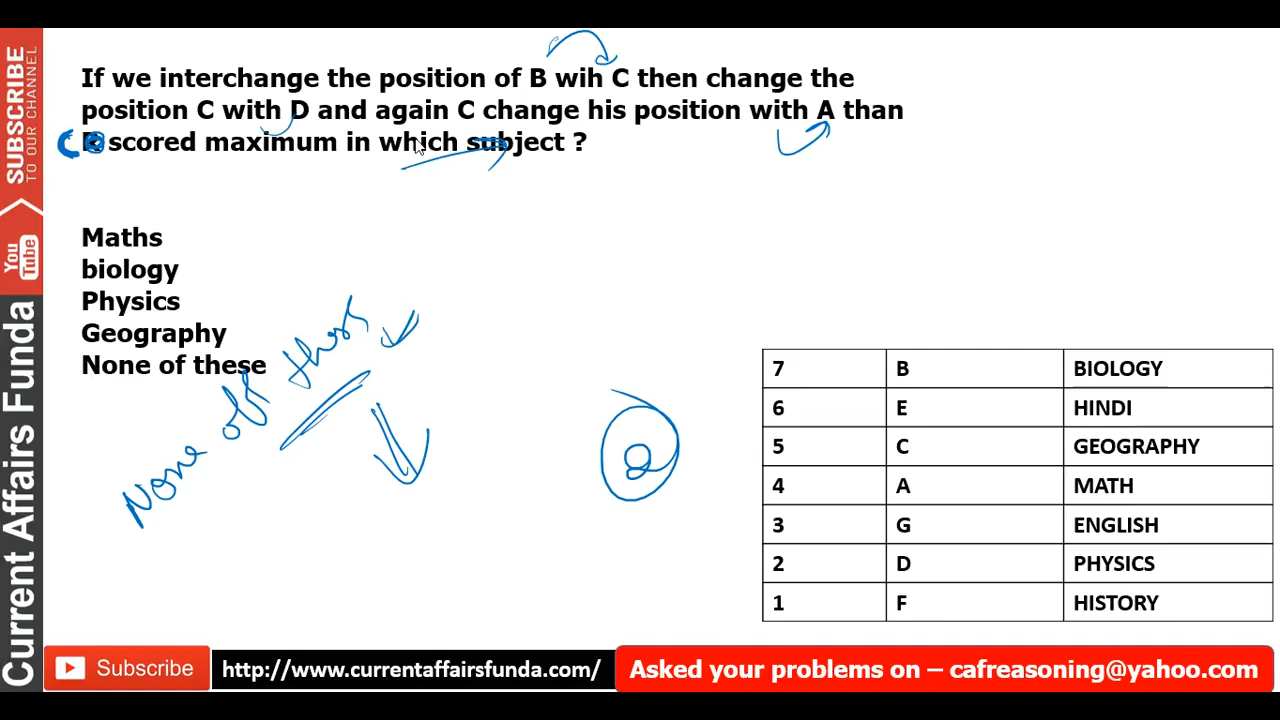 SUBSCRIBE
TO OUR CHANNEL
You
Tube
Current Affairs Funda
If we interchange the position of B wih C then change the
position C with D and again C change his position with A than
C scored maximum in which subject ?
Maths
biology
Physics
Geography
None of these
None off
7 B BIOLOGY
6 E HINDI
5 C GEOGRAPHY
4 A MATH
3 G ENGLISH
2 D PHYSICS
1 F HISTORY
Subscribe
http://www.currentaffairsfunda.com/
Asked your problems on – cafreasoning@yahoo.com